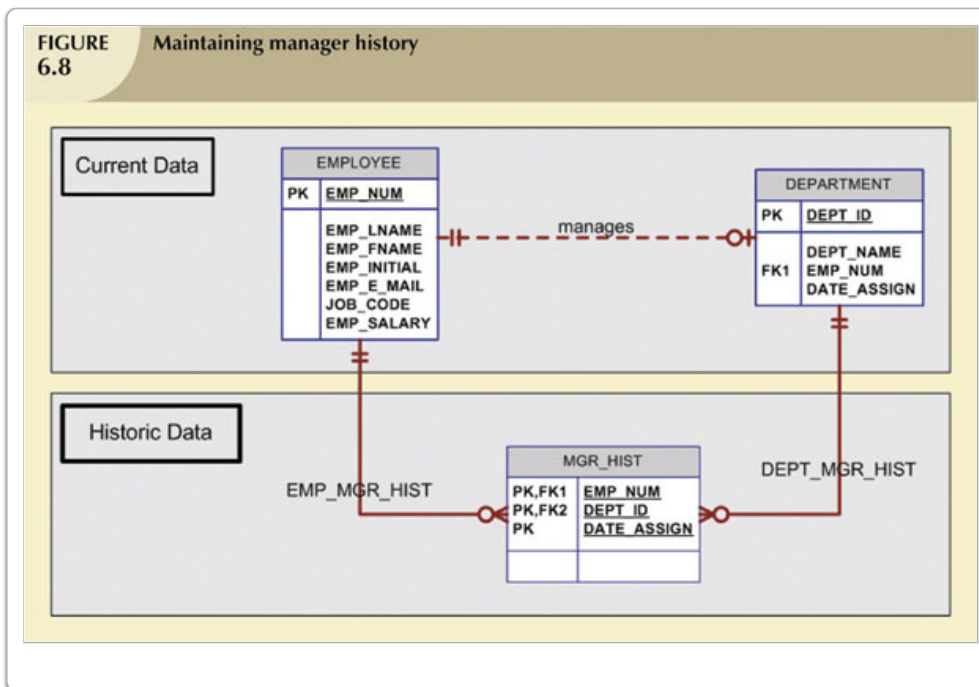 FIGURE 6.8
Maintaining manager history
Current Data
EMPLOYEE
PK EMP_NUM
EMP_LNAME
EMP_FNAME
EMP_INITIAL
EMP_E_MAIL
JOB_CODE
EMP_SALARY
manages
DEPARTMENT
PK DEPT_ID
DEPT_NAME
FK1 EMP_NUM
DATE_ASSIGN
Historic Data
EMP_MGR_HIST
MGR_HIST
PK,FK1 EMP_NUM
PK,FK2 DEPT_ID
PK DATE_ASSIGN
DEPT_MGR_HIST